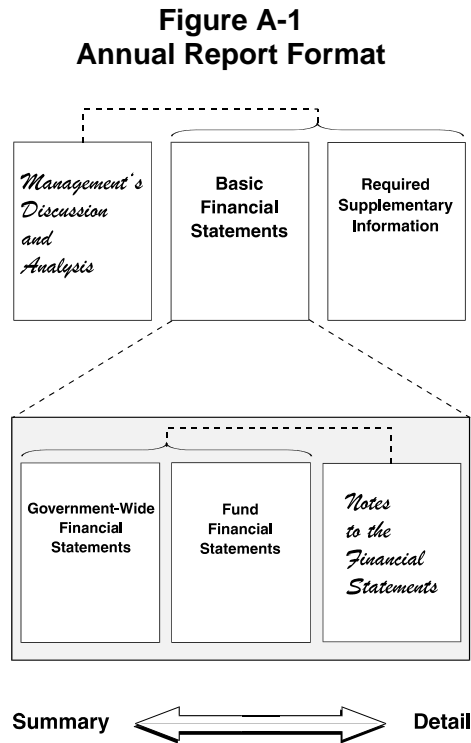 Figure A-1
Annual Report Format
Management's
Discussion
and
Analysis
Basic
Financial
Statements
Required
Supplementary
Information
Government-Wide
Financial
Statements
Fund
Financial
Statements
Notes
to the
Financial
Statements
Summary
Detail